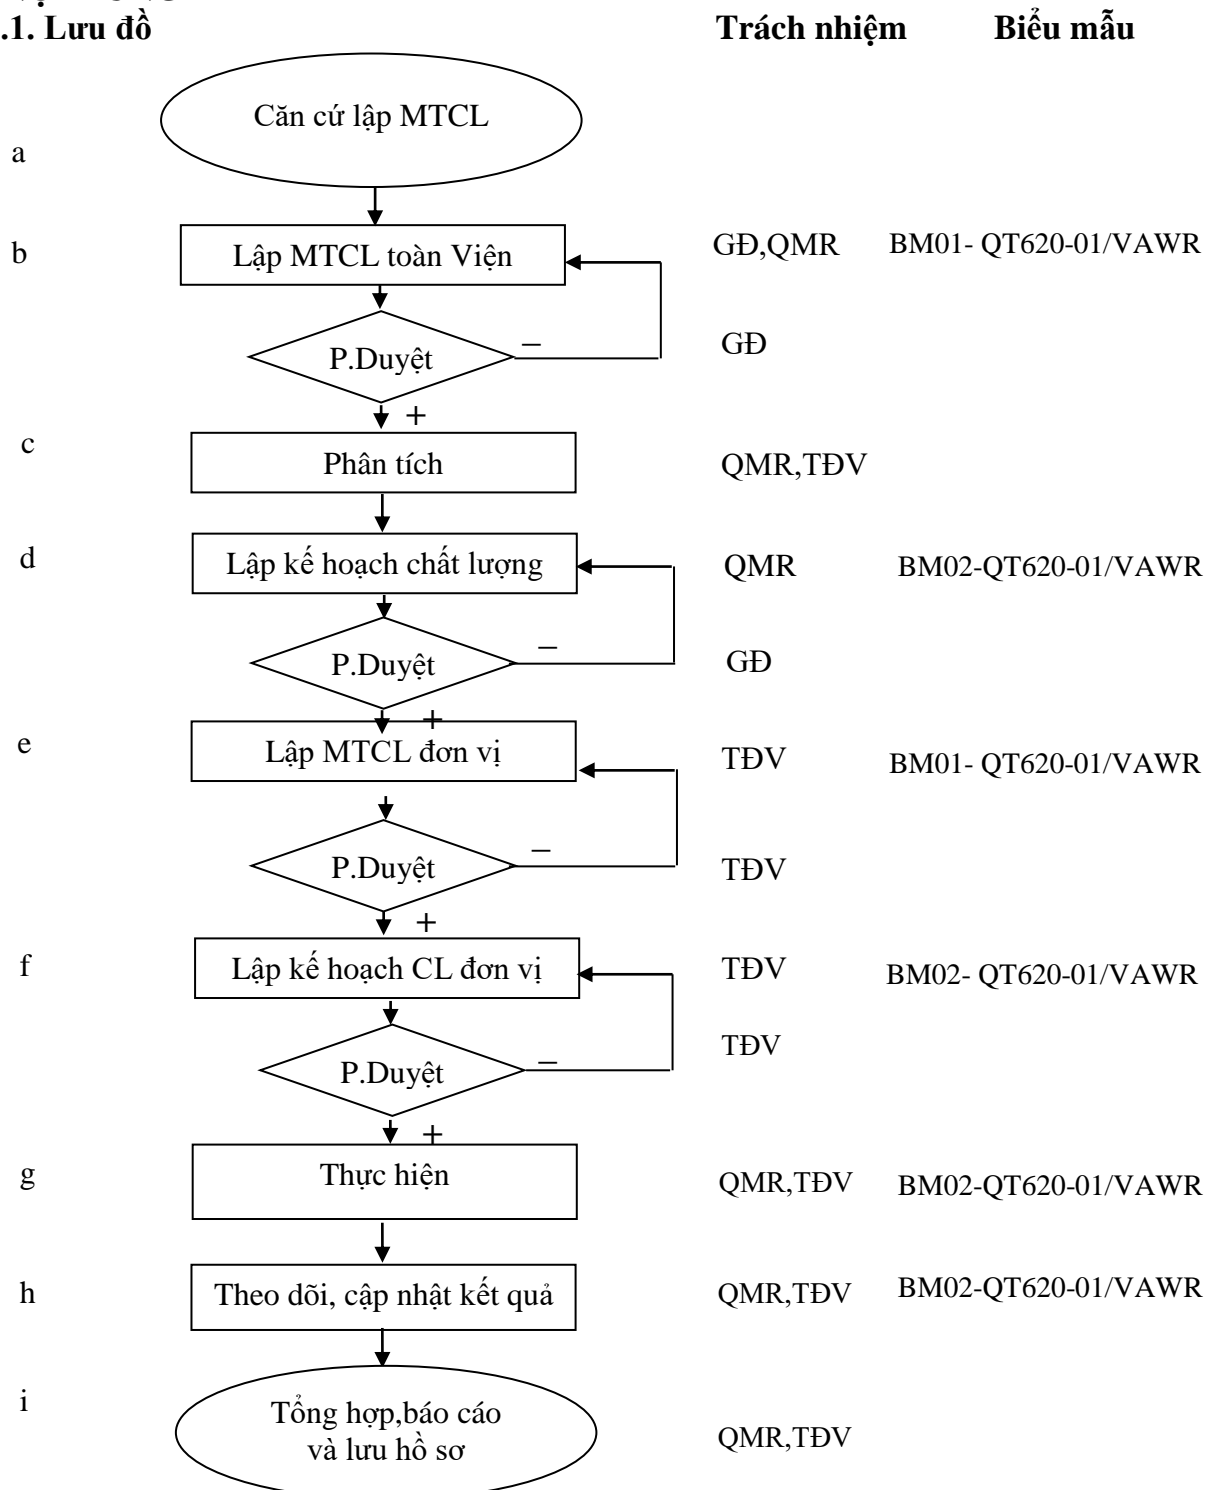 .1. Lưu đồ Trách nhiệm Biểu mẫu
Căn cứ lập MTCL
a
b Lập MTCL toàn Viện GĐ,QMR BM01- QT620-01/VAWR
P.Duyệt – GĐ
+
c Phân tích QMR,TĐV
d Lập kế hoạch chất lượng QMR BM02-QT620-01/VAWR
P.Duyệt – GĐ
+
e Lập MTCL đơn vị TĐV BM01- QT620-01/VAWR
P.Duyệt – TĐV
+
f Lập kế hoạch CL đơn vị TĐV BM02- QT620-01/VAWR
P.Duyệt – TĐV
+
g Thực hiện QMR,TĐV BM02-QT620-01/VAWR
h Theo dõi, cập nhật kết quả QMR,TĐV BM02-QT620-01/VAWR
i Tổng hợp,báo cáo
và lưu hồ sơ QMR,TĐV